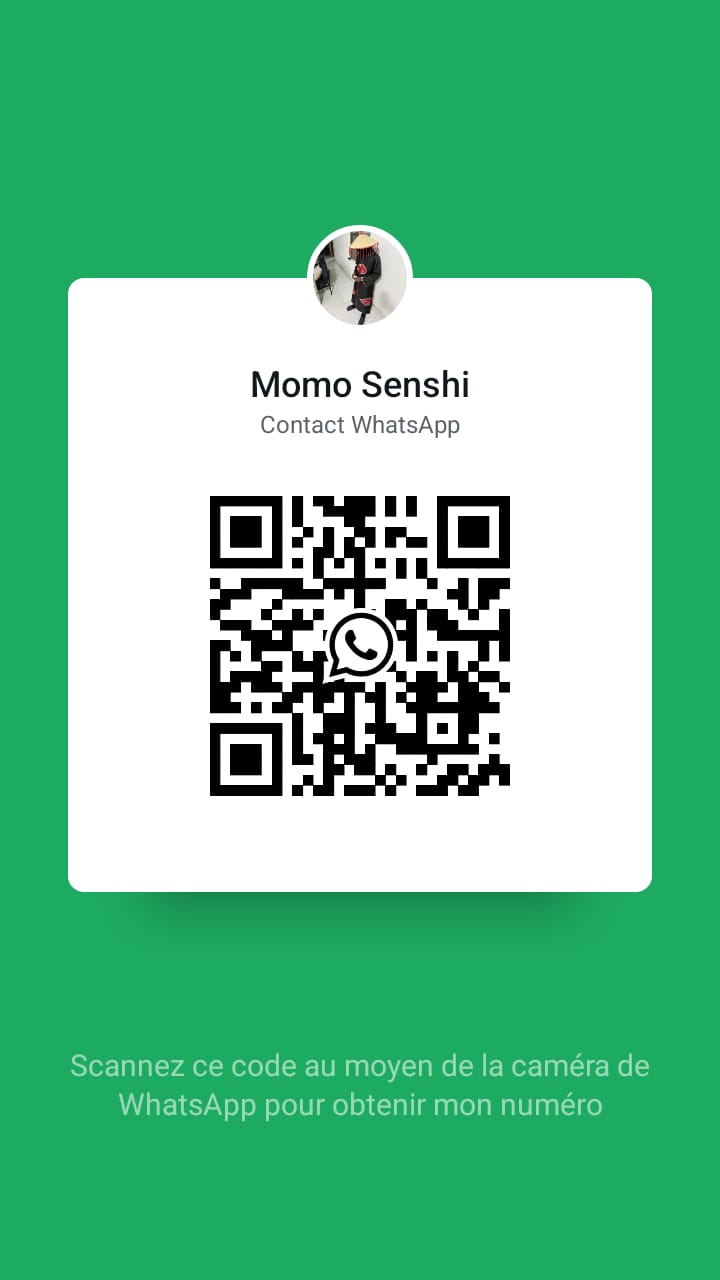 Momo Senshi
Contact WhatsApp
Scannez ce code au moyen de la caméra de
WhatsApp pour obtenir mon numéro